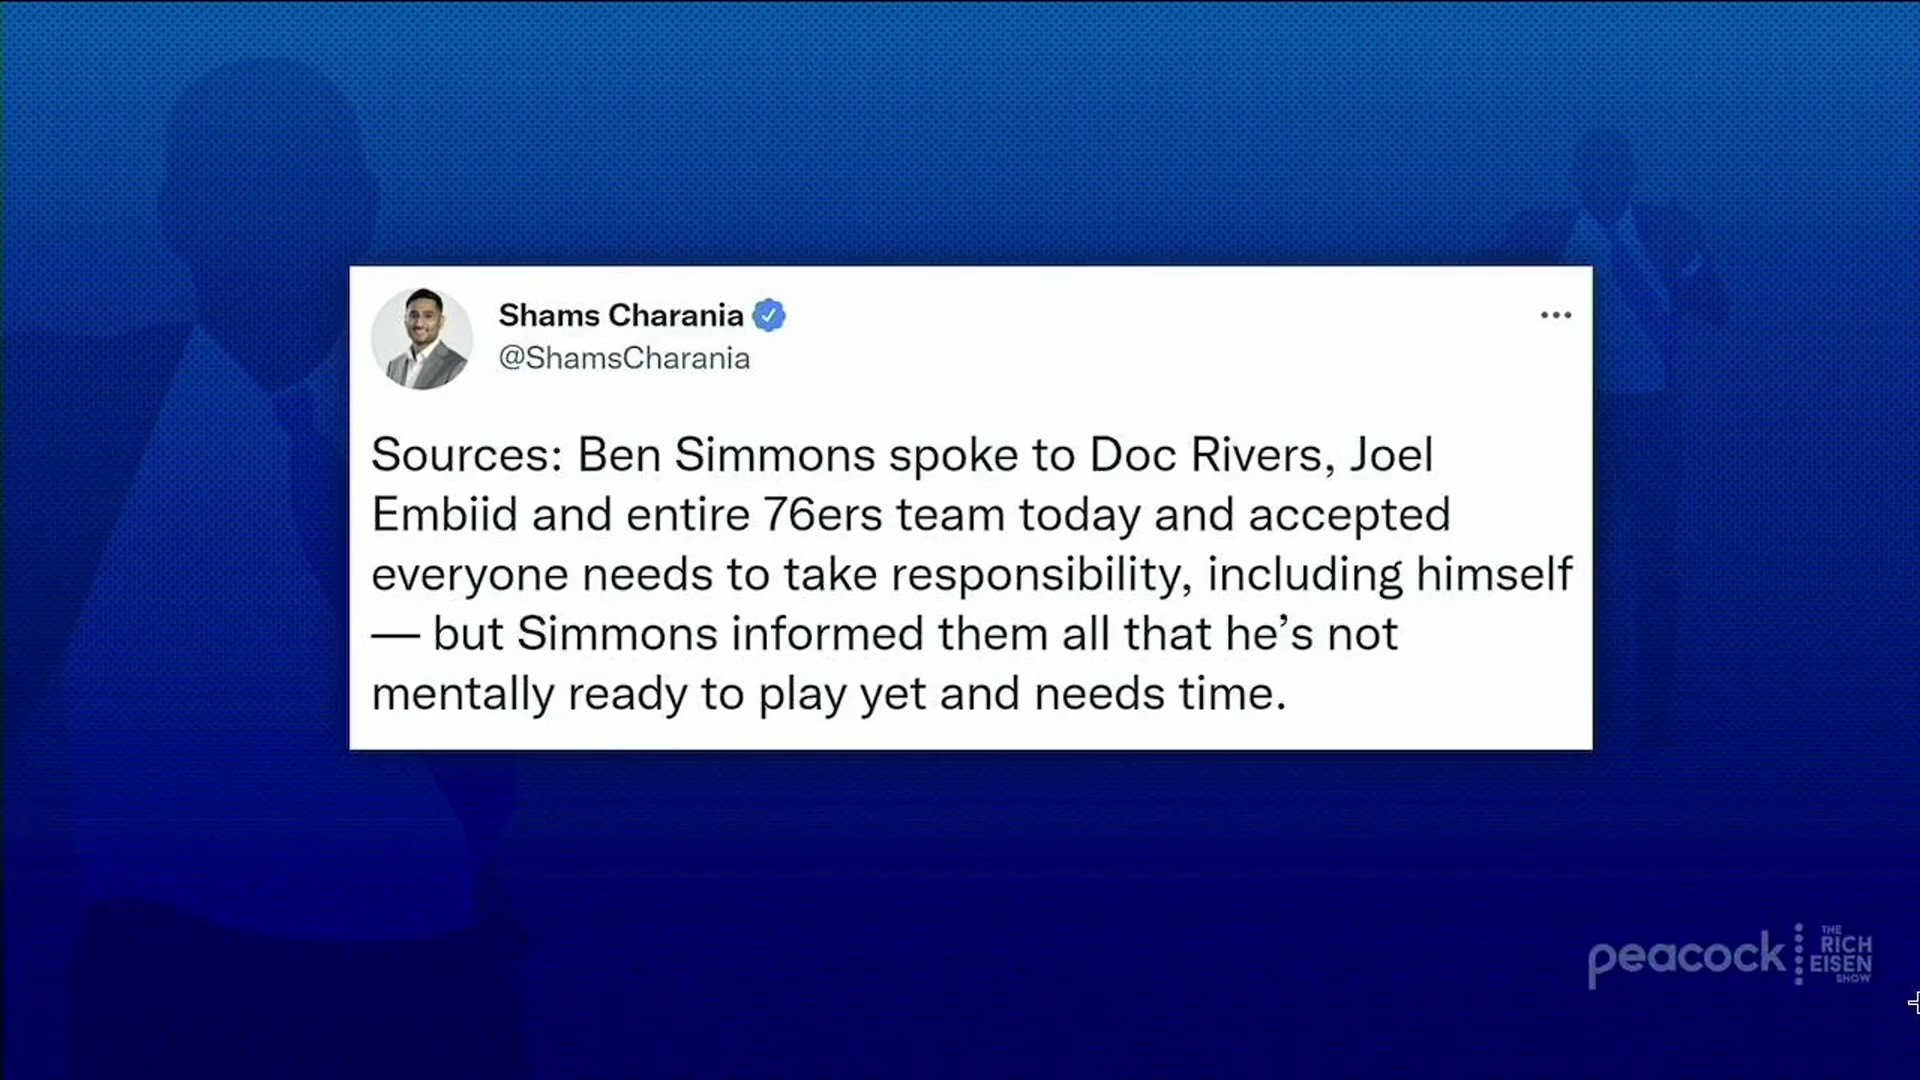 Shams Charania
@ShamsCharania
Sources: Ben Simmons spoke to Doc Rivers, Joel
Embiid and entire 76ers team today and accepted
everyone needs to take responsibility, including himself
— but Simmons informed them all that he’s not
mentally ready to play yet and needs time.
peacock
THE
RICH
EISEN
SHOW